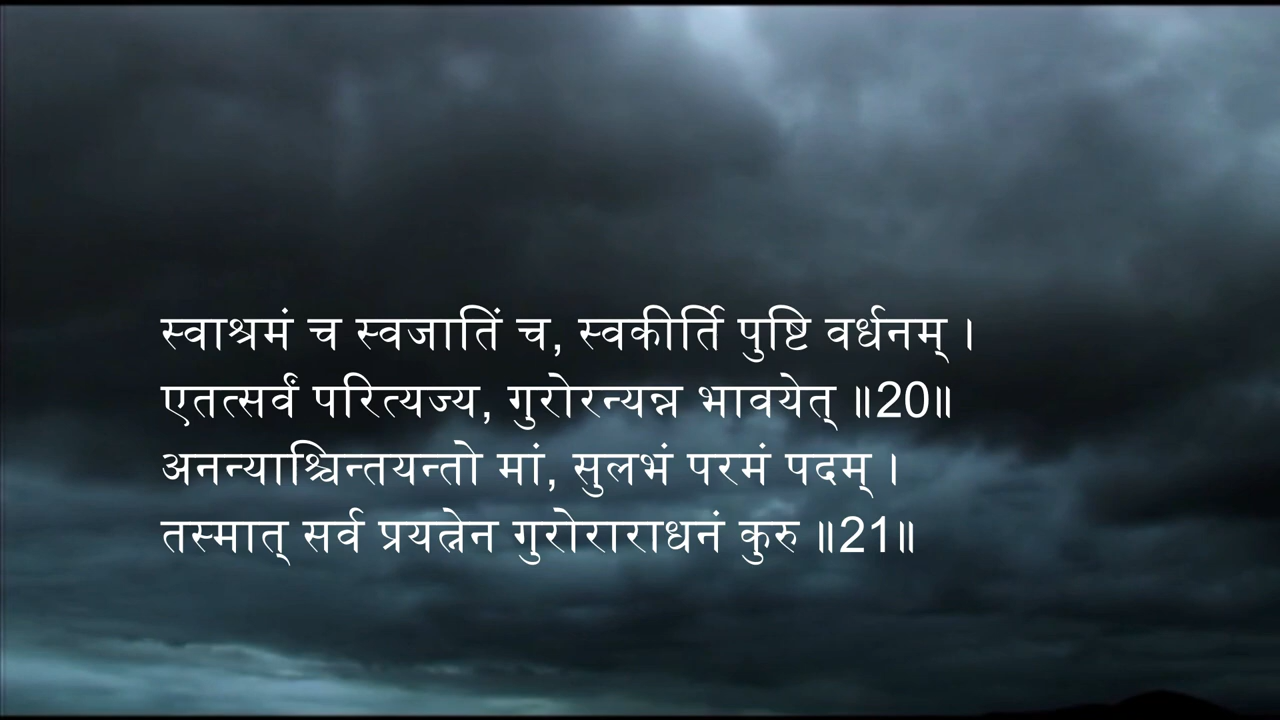 स्वाश्रमं च स्वजातिं च, स्वकीर्ति पुष्टि वर्धनम् ।
एतत्सर्वं परित्यज्य, गुरोरन्यन्न भावयेत् ॥20॥
अनन्याश्चिन्तयन्तो मां, सुलभं परमं पदम् ।
तस्मात् सर्व प्रयत्नेन गुरोराराधनं कुरु ॥21॥